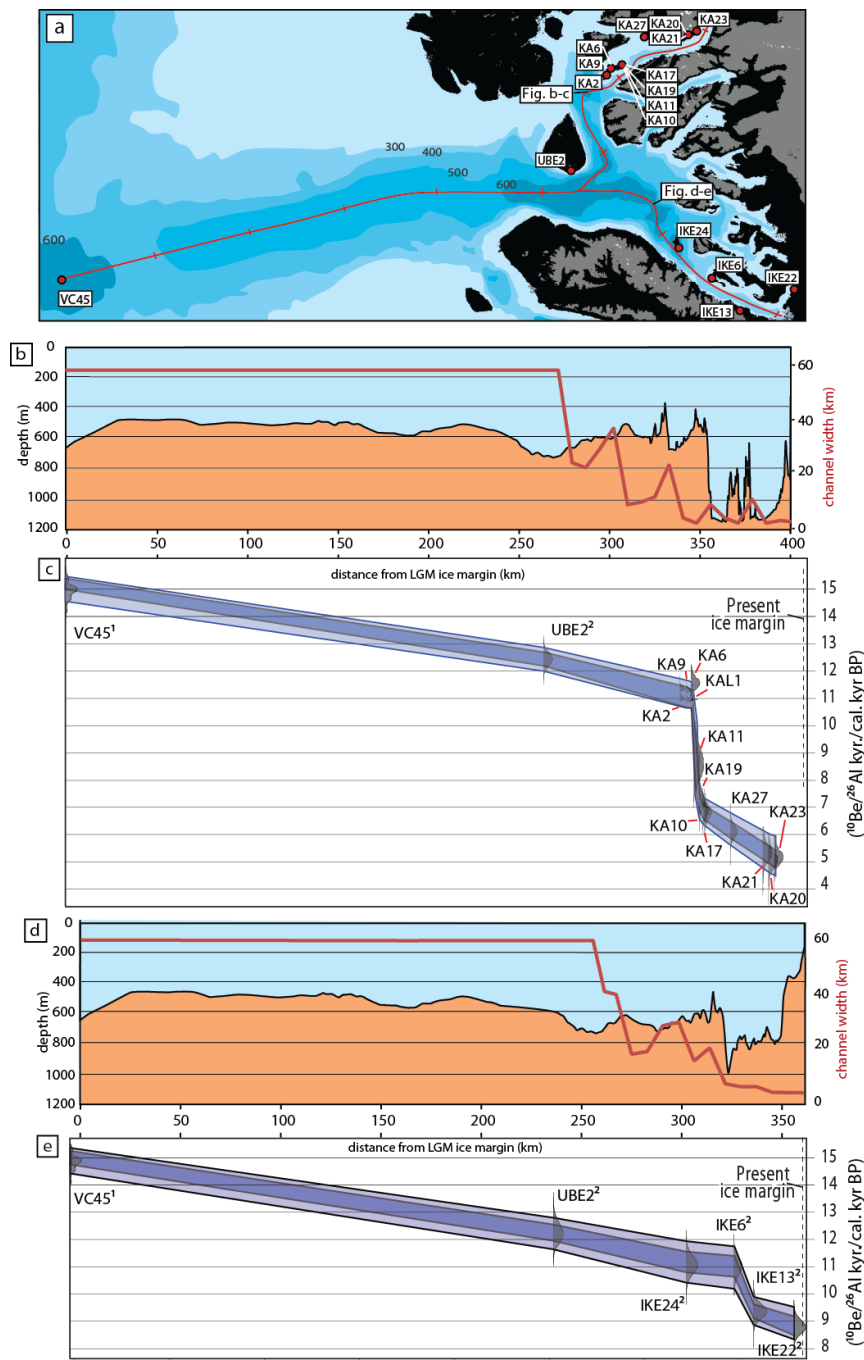 a
KA27
KA20
KA21
KA23
KA6
KA9
KA2
KA17
KA19
KA11
KA10
Fig. b-c
300
400
500
600
UBE2
Fig. d-e
IKE24
IKE6
IKE22
IKE13
600
VC45
b
0
200
400
600
800
1000
1200
depth (m)
60
40
20
0
channel width (km)
0 50 100 150 200 250 300 350 400
c
distance from LGM ice margin (km)
Present
ice margin
VC45¹
UBE2²
KA9
KA6
KAL1
KA2
KA11
KA19
KA10
KA17
KA27
KA23
KA21
KA20
15
14
13
12
11
10
9
8
7
6
5
4
(¹⁰Be/²⁶Al kyr./cal. kyr BP)
d
0
200
400
600
800
1000
1200
depth (m)
60
40
20
0
channel width (km)
0 50 100 150 200 250 300 350
e
distance from LGM ice margin (km)
Present
ice margin
VC45¹
UBE2²
IKE6²
IKE24²
IKE13²
IKE22²
15
14
13
12
11
10
9
8
(¹⁰Be/²⁶Al kyr/cal. kyr BP)